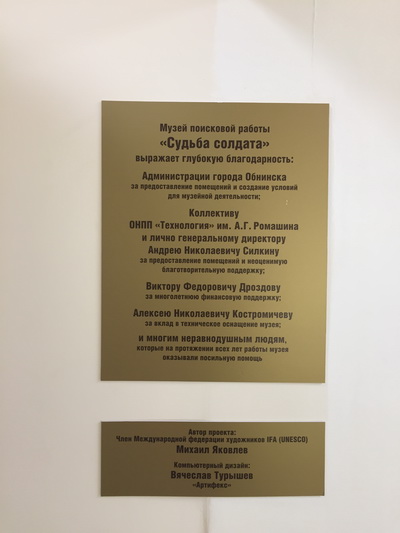 Музей поисковой работы
«Судьба солдата»
выражает глубокую благодарность:
Администрации города Обнинска
за предоставление помещений и создание условий
для музейной деятельности;
Коллективу
ОНПП «Технология» им. А.Г. Ромашина
и лично генеральному директору
Андрею Николаевичу Силкину
за предоставление помещений и неоценимую
благотворительную поддержку;
Виктору Федоровичу Дроздову
за многолетнюю финансовую поддержку;
Алексею Николаевичу Костромичеву
за вклад в техническое оснащение музея;
и многим неравнодушным людям,
которые на протяжении всех лет работы музея
оказывали посильную помощь
Автор проекта:
Член Международной федерации художников IFA (UNESCO)
Михаил Яковлев
Компьютерный дизайн:
Вячеслав Турышев
«Артифекс»